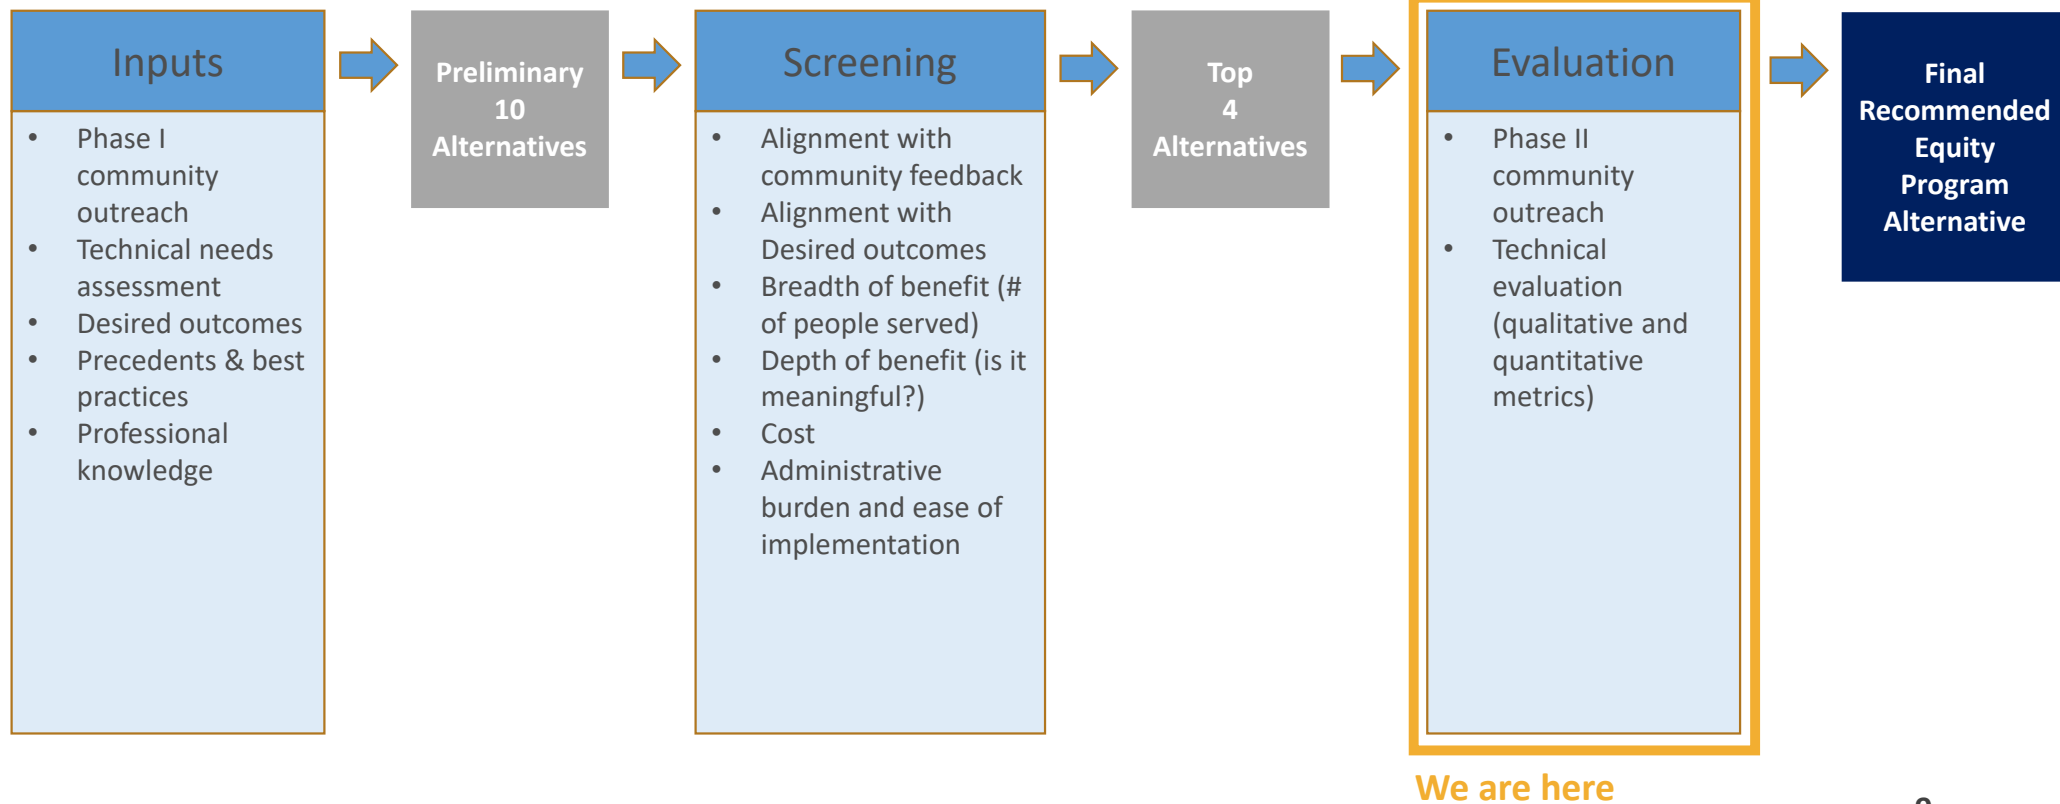 Inputs
• Phase I
community
outreach
• Technical needs
assessment
• Desired outcomes
• Precedents & best
practices
• Professional
knowledge
Preliminary
10
Alternatives
Screening
• Alignment with
community feedback
• Alignment with
Desired outcomes
• Breadth of benefit (#
of people served)
• Depth of benefit (is it
meaningful?)
• Cost
• Administrative
burden and ease of
implementation
Top
4
Alternatives
Evaluation
• Phase II
community
outreach
• Technical
evaluation
(qualitative and
quantitative
metrics)
We are here
Final
Recommended
Equity
Program
Alternative